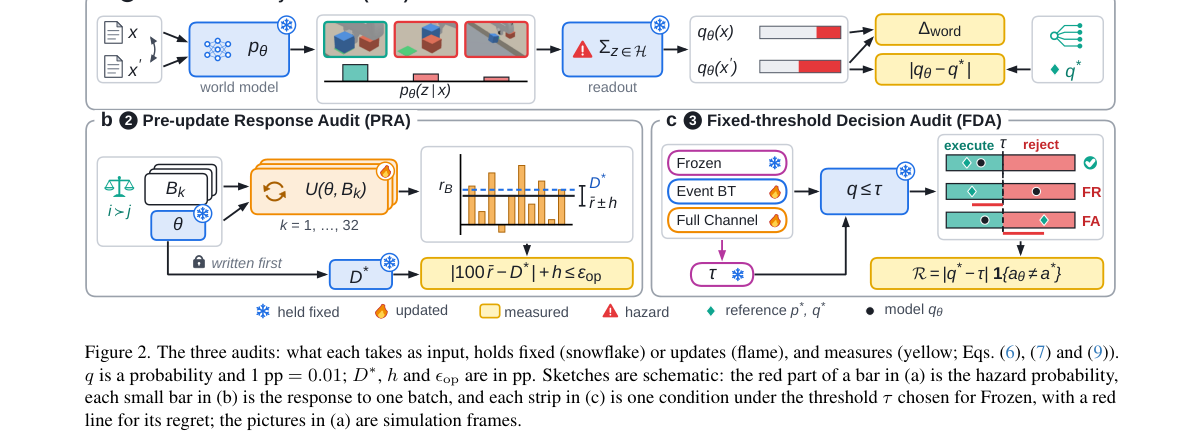 x
x′
pθ
world model
pθ(z | x)
Σz ∈ ℋ
readout
qθ(x)
qθ(x′)
Δword
|qθ − q*|
q*
b 2 Pre-update Response Audit (PRA)
i ≻ j
Bk
θ
U(θ, Bk)
k = 1, …, 32
rB
D*
r̄ ± h
written first
D*
|100 r̄ − D*| + h ≤ εop
c 3 Fixed-threshold Decision Audit (FDA)
Frozen
Event BT
Full Channel
τ
q ≤ τ
execute τ reject
FR
FA
ℛ = |q* − τ| 1{aθ ≠ a*}
held fixed updated measured hazard reference p*, q* model qθ
Figure 2. The three audits: what each takes as input, holds fixed (snowflake) or updates (flame), and measures (yellow; Eqs. (6), (7) and (9)).
q is a probability and 1 pp = 0.01; D*, h and ϵop are in pp. Sketches are schematic: the red part of a bar in (a) is the hazard probability,
each small bar in (b) is the response to one batch, and each strip in (c) is one condition under the threshold τ chosen for Frozen, with a red
line for its regret; the pictures in (a) are simulation frames.